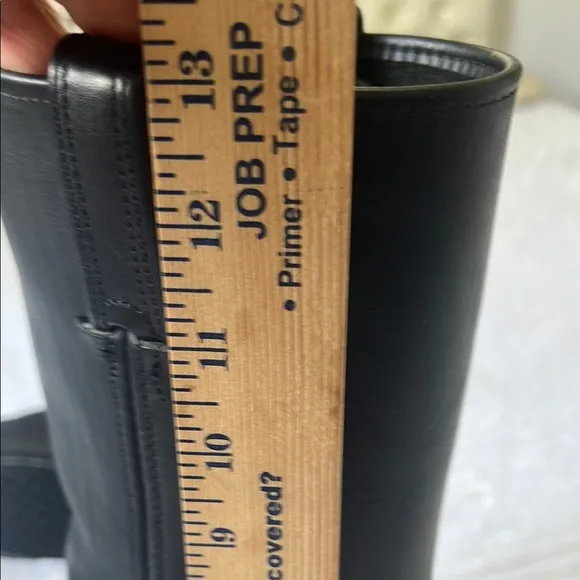 13
12
11
10
9
JOB PREP
• Primer • Tape • C
covered?